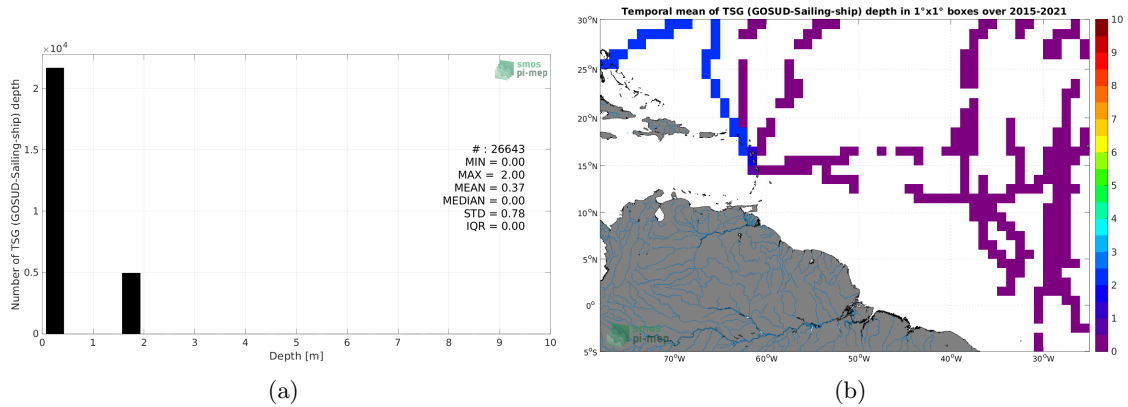 ×10⁴
2
1.5
1
0.5
0
Number of TSG (GOSUD-Sailing-ship) depth
smos
pi-mep
# : 26643
MIN = 0.00
MAX = 2.00
MEAN = 0.37
MEDIAN = 0.00
STD = 0.78
IQR = 0.00
0 1 2 3 4 5 6 7 8 9 10
Depth [m]
(a)
Temporal mean of TSG (GOSUD-Sailing-ship) depth in 1°x1° boxes over 2015-2021
30°N
25°N
20°N
15°N
10°N
5°N
0°
5°S
70°W 60°W 50°W 40°W 30°W
smos
pi-mep
10
9
8
7
6
5
4
3
2
1
0
(b)